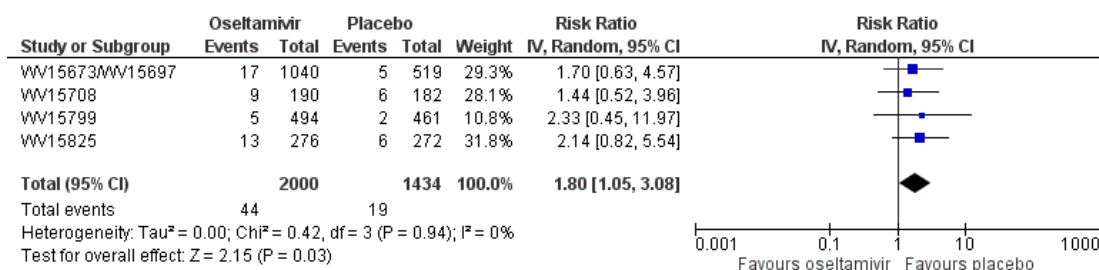 Oseltamivir Placebo Risk Ratio Risk Ratio
Study or Subgroup Events Total Events Total Weight IV, Random, 95% CI IV, Random, 95% CI
WV15673/WV15697 17 1040 5 519 29.3% 1.70 [0.63, 4.57]
WV15708 9 190 6 182 28.1% 1.44 [0.52, 3.96]
WV15799 5 494 2 461 10.8% 2.33 [0.45, 11.97]
WV15825 13 276 6 272 31.8% 2.14 [0.82, 5.54]
Total (95% CI) 2000 1434 100.0% 1.80 [1.05, 3.08]
Total events 44 19
Heterogeneity: Tau² = 0.00; Chi² = 0.42, df = 3 (P = 0.94); I² = 0%
Test for overall effect: Z = 2.15 (P = 0.03)
0.001 0.1 1 10 1000
Favours oseltamivir Favours placebo